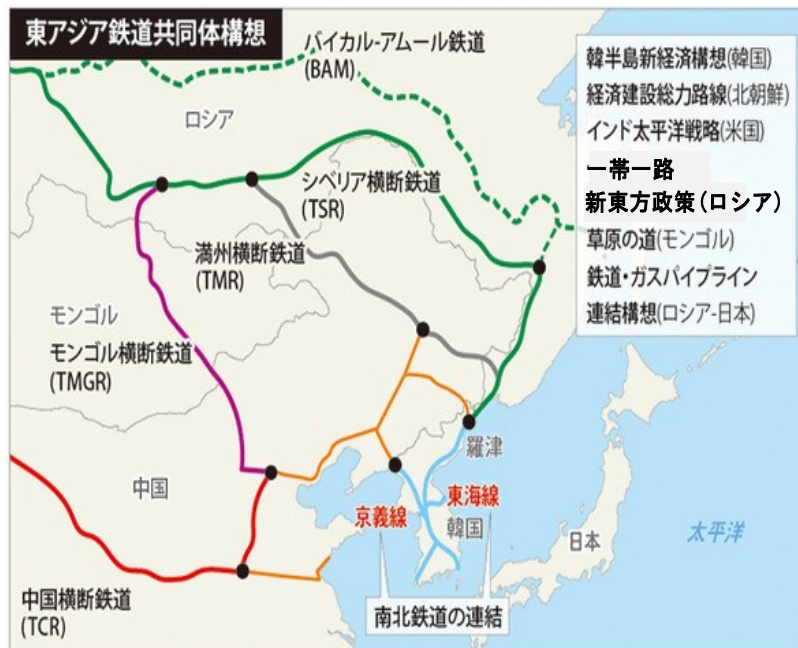 東アジア鉄道共同体構想
バイカル-アムール鉄道
(BAM)
ロシア
シベリア横断鉄道
(TSR)
満州横断鉄道
(TMR)
モンゴル
モンゴル横断鉄道
(TMGR)
中国
中国横断鉄道
(TCR)
羅津
東海線
京義線
韓国
南北鉄道の連結
日本
太平洋
韓半島新経済構想(韓国)
経済建設総力路線(北朝鮮)
インド太平洋戦略(米国)
一帯一路
新東方政策(ロシア)
草原の道(モンゴル)
鉄道・ガスパイプライン
連結構想(ロシア-日本)